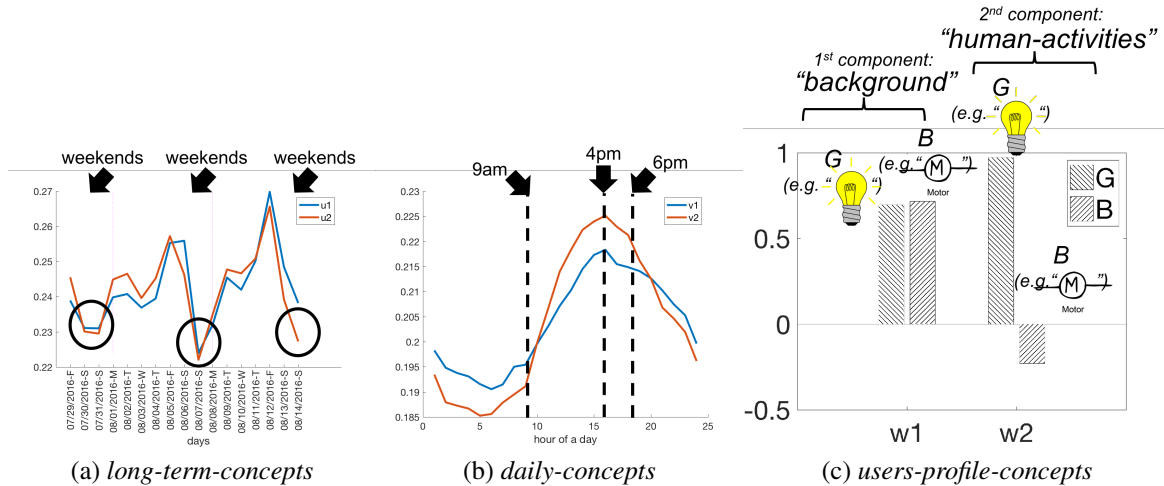 2nd component:
“human-activities”
1st component:
“background”
G
(e.g. “ “)
B
(e.g.“ ”)
M
Motor
G
(e.g. “ “)
B
(e.g.“ ”)
M
Motor
1
0.5
0
-0.5
G
B
w1
w2
(c) users-profile-concepts
weekends
weekends
weekends
0.27
0.26
0.25
0.24
0.23
0.22
u1
u2
07/29/2016-F
07/30/2016-S
07/31/2016-S
08/01/2016-M
08/02/2016-T
08/03/2016-W
08/04/2016-T
08/05/2016-F
08/06/2016-S
08/07/2016-S
08/08/2016-M
08/09/2016-T
08/10/2016-W
08/11/2016-T
08/12/2016-F
08/13/2016-S
08/14/2016-S
days
(a) long-term-concepts
9am
4pm
6pm
0.23
0.225
0.22
0.215
0.21
0.205
0.2
0.195
0.19
0.185
v1
v2
0
5
10
15
20
25
hour of a day
(b) daily-concepts